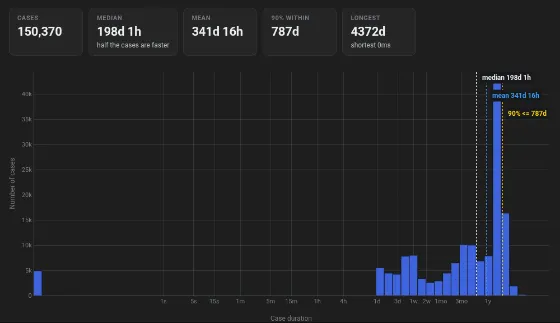 CASES
150,370
MEDIAN
198d 1h
half the cases are faster
MEAN
341d 16h
90% WITHIN
787d
LONGEST
4372d
shortest 0ms
median 198d 1h
mean 341d 16h
90% <= 787d
Number of cases
40k
35k
30k
25k
20k
15k
10k
5k
0
1s 15s 1m 5m 15m 1h 4h 1d 3d 1w 2w 1mo 3mo 1y
Case duration